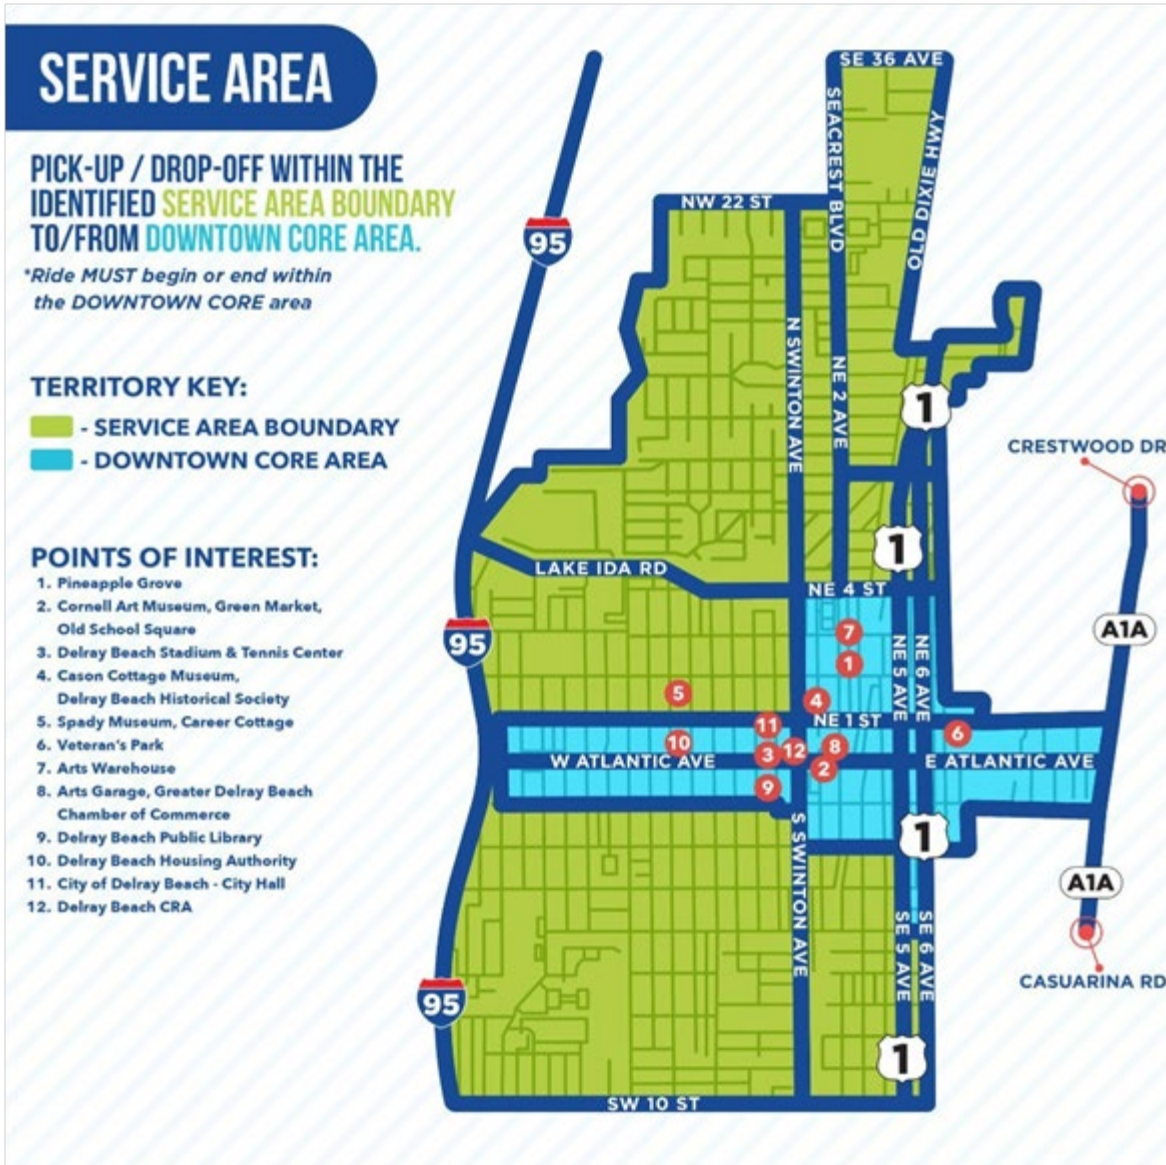 SERVICE AREA
PICK-UP / DROP-OFF WITHIN THE
IDENTIFIED SERVICE AREA BOUNDARY
TO/FROM DOWNTOWN CORE AREA.
*Ride MUST begin or end within
the DOWNTOWN CORE area
TERRITORY KEY:
- SERVICE AREA BOUNDARY
- DOWNTOWN CORE AREA
POINTS OF INTEREST:
1. Pineapple Grove
2. Cornell Art Museum, Green Market,
Old School Square
3. Delray Beach Stadium & Tennis Center
4. Cason Cottage Museum,
Delray Beach Historical Society
5. Spady Museum, Career Cottage
6. Veteran's Park
7. Arts Warehouse
8. Arts Garage, Greater Delray Beach
Chamber of Commerce
9. Delray Beach Public Library
10. Delray Beach Housing Authority
11. City of Delray Beach - City Hall
12. Delray Beach CRA
SE 36 AVE
SEACREST BLVD
OLD DIXIE HWY
NW 22 ST
95
N SWINTON AVE
NE 2 AVE
1
CRESTWOOD DR
1
LAKE IDA RD
NE 4 ST
95
A1A
7
1
NE 5 AVE
NE 6 AVE
5
4
11
NE 1 ST
6
10
3
12
8
W ATLANTIC AVE
E ATLANTIC AVE
2
9
1
S SWINTON AVE
A1A
SE 5 AVE
SE 6 AVE
CASUARINA RD
95
1
SW 10 ST